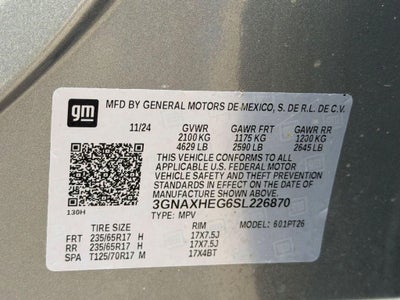 gm
MFD BY GENERAL MOTORS DE MEXICO, S. DE R.L. DE C.V.
11/24 GVWR GAWR FRT GAWR RR
2100 KG 1175 KG 1200 KG
4629 LB 2590 LB 2645 LB
THIS VEHICLE CONFORMS TO ALL
APPLICABLE U.S. FEDERAL MOTOR
VEHICLE SAFETY, BUMPER, AND THEFT
PREVENTION STANDARDS IN EFFECT ON
THE DATE OF MANUFACTURE SHOWN ABOVE.
3GNAXHEG6SL226870
TYPE: MPV
130H
MODEL: 601PT26
TIRE SIZE RIM
FRT 235/65R17 H 17X7.5J
RR 235/65R17 H 17X7.5J
SPA T125/70R17 M 17X4BT